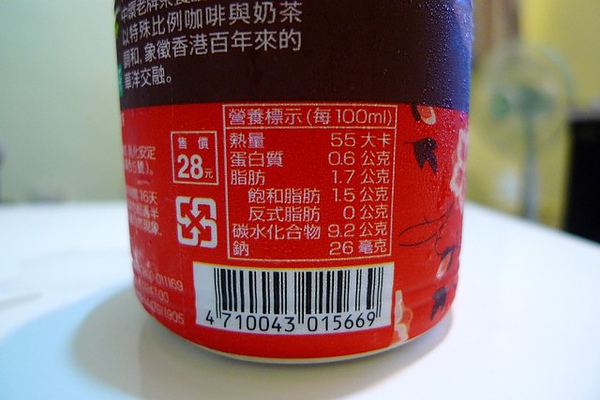 以特殊比例咖啡與奶茶
調和,象徵香港百年來的
華洋交融。
營養標示(每100ml)
熱量 55 大卡
蛋白質 0.6 公克
脂肪 1.7 公克
飽和脂肪 1.5 公克
反式脂肪 0 公克
碳水化合物 9.2 公克
鈉 26 毫克
售價
28元
4 710043 015669